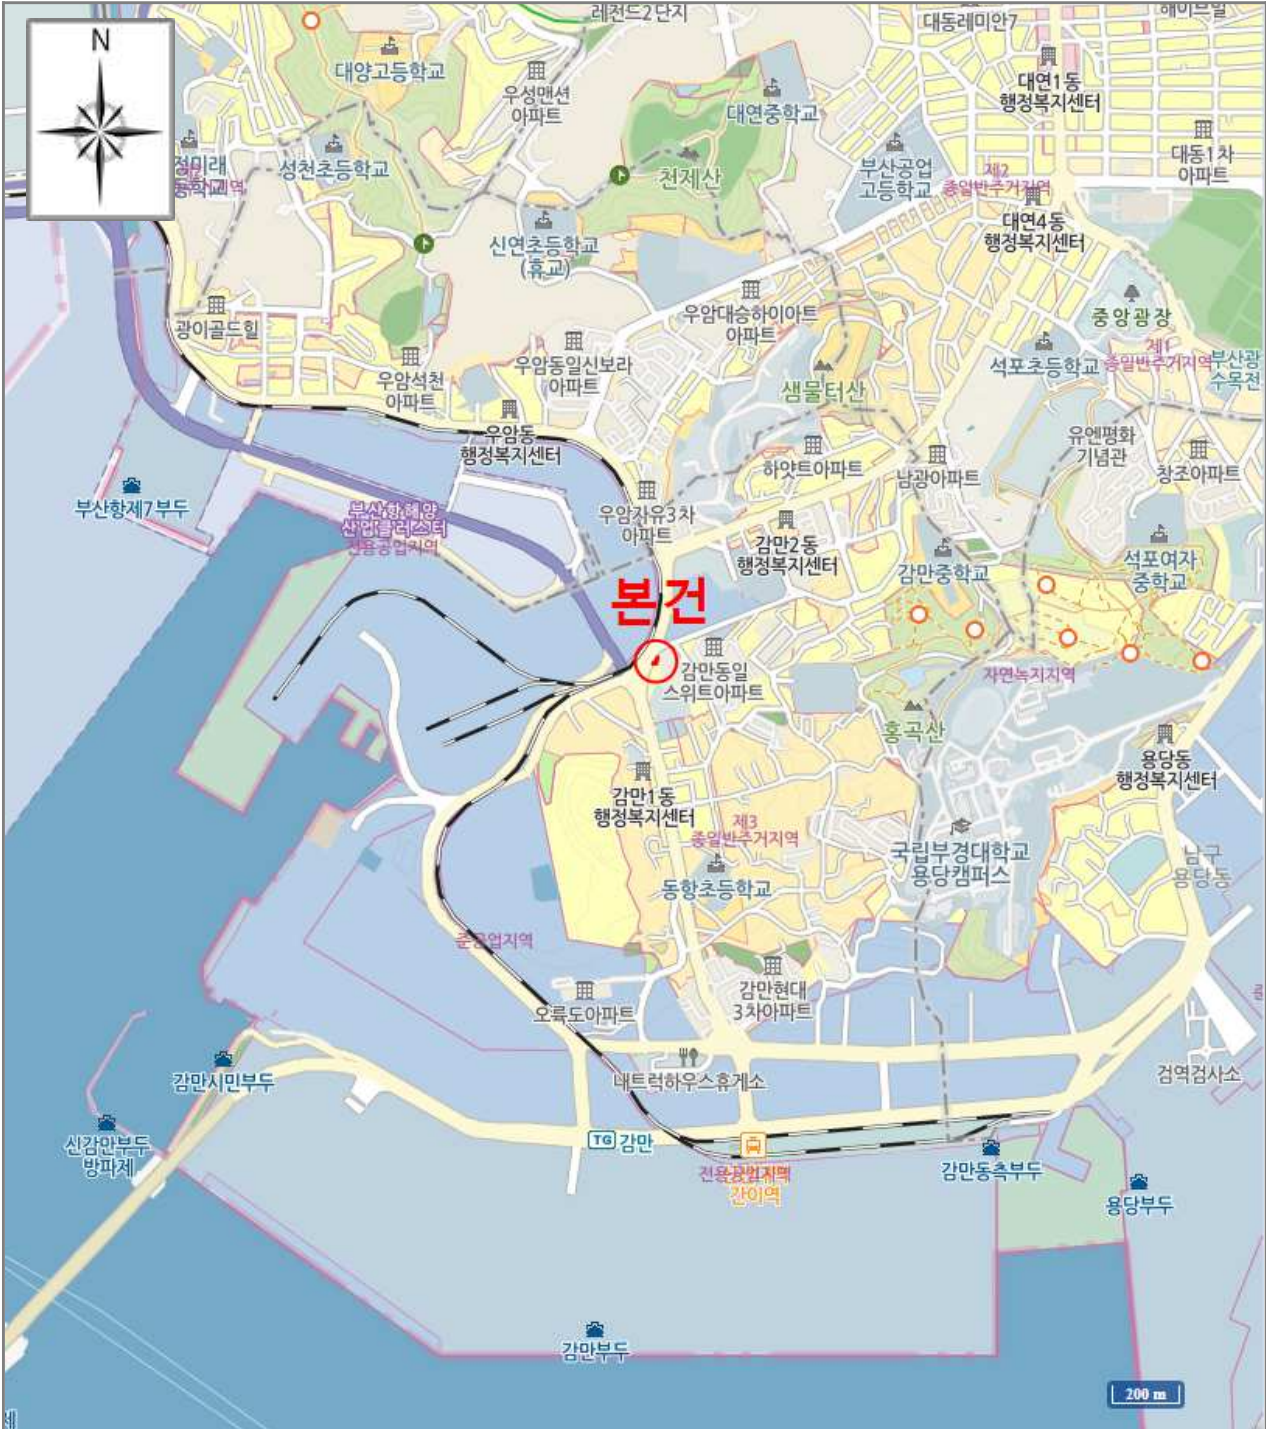 레전드2단지
대동레미안7
N
대양고등학교
우성맨션
아파트
대연중학교
대연1동
행정복지센터
대동1차
아파트
성천초등학교
천제산
부산공업
고등학교
제2
종일반주거지역
대연4동
행정복지센터
신연초등학교
(휴교)
중앙광장
광이골드힐
우암대승하이아트
아파트
우암동일신보라
아파트
우암석천
아파트
석포초등학교
제1
종일반주거지역
부산광
수목전
샘물터산
우암동
행정복지센터
하얏트아파트
남광아파트
유엔평화
기념관
창조아파트
부산항제7부두
부산항해양
산업클러스터
전용공업지역
우암자유3차
아파트
감만2동
행정복지센터
감만중학교
석포여자
중학교
본건
감만동일
스위트아파트
자연녹지지역
홍곡산
용당동
행정복지센터
감만1동
행정복지센터
제3
종일반주거지역
국립부경대학교
용당캠퍼스
남구
용당동
동항초등학교
준공업지역
오륙도아파트
감만현대
3차아파트
내트럭하우스휴게소
검역검사소
감만시민부두
신감만부두
방파제
TG 감만
전용공업지역
간이역
감만동측부두
용당부두
감만부두
200 m